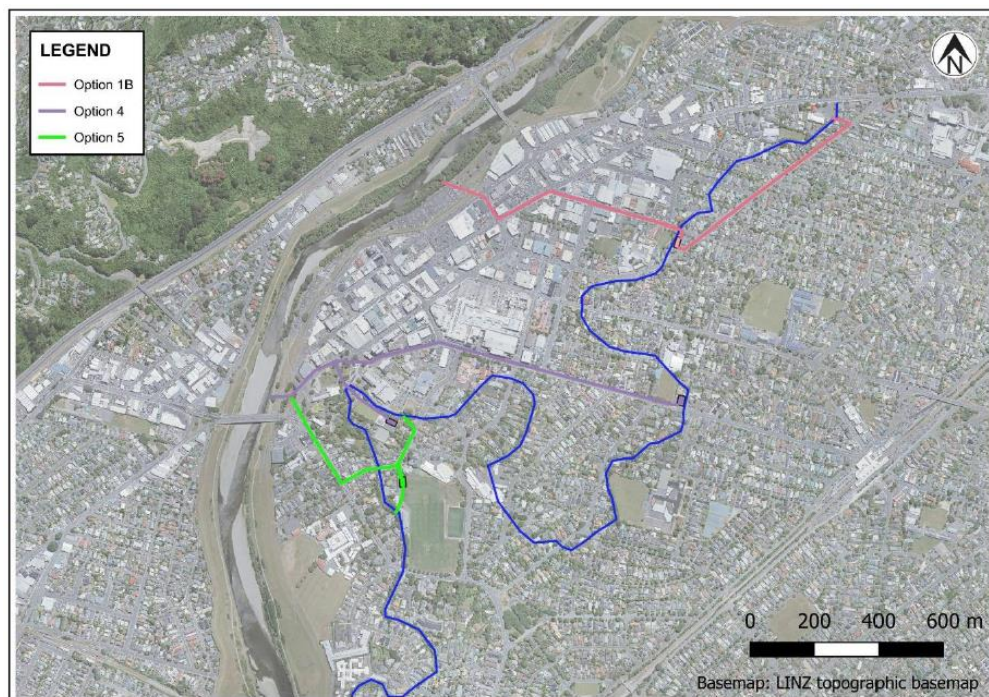 LEGEND
Option 1B
Option 4
Option 5
N
0 200 400 600 m
Basemap: LINZ topographic basemap